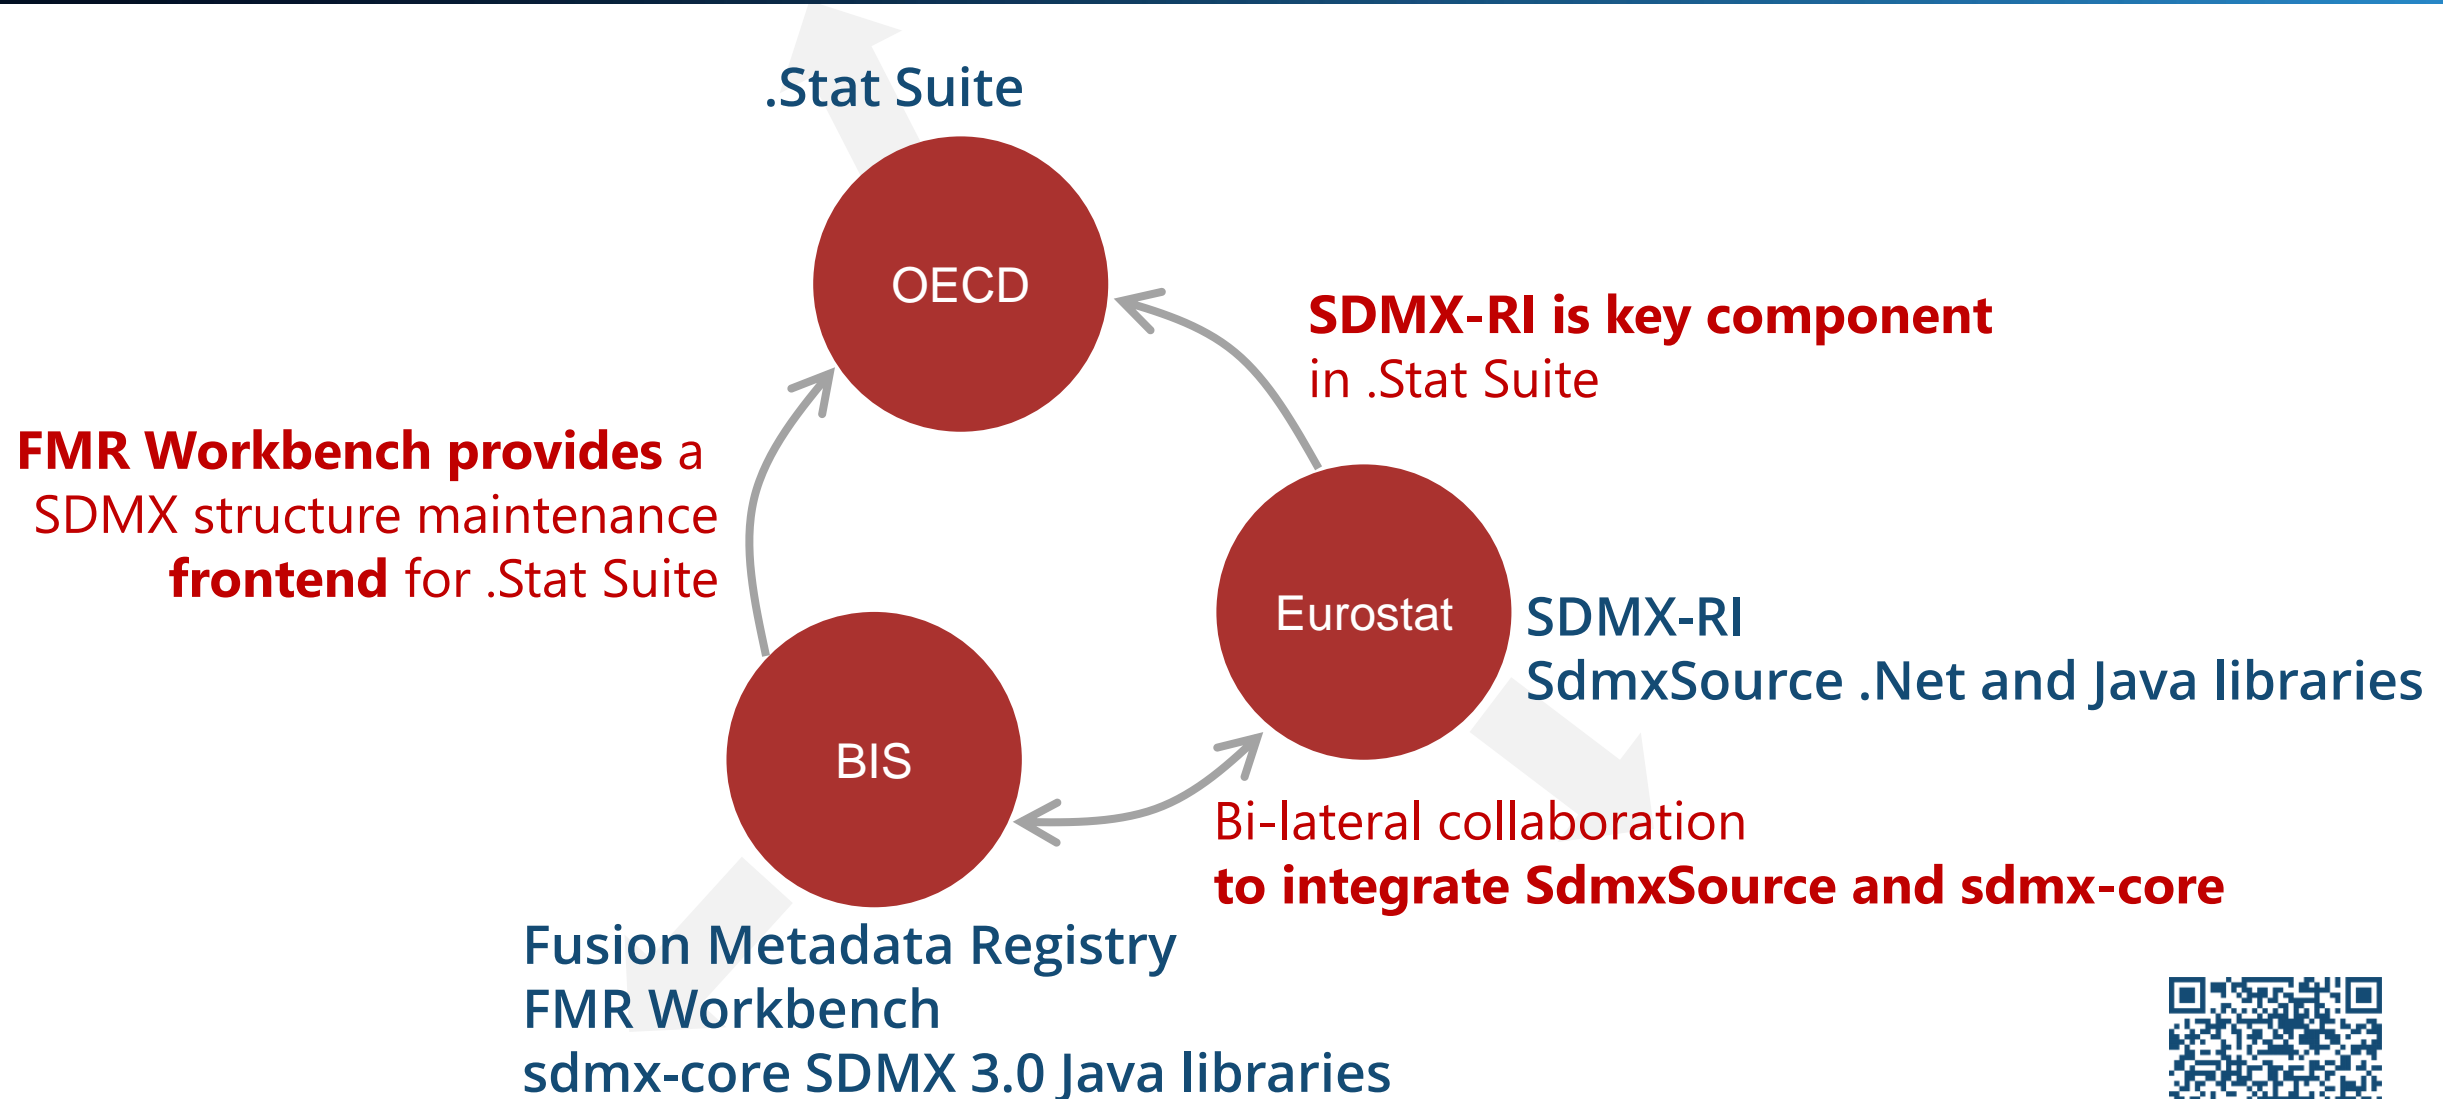 .Stat Suite
OECD
SDMX-RI is key component
in .Stat Suite
FMR Workbench provides a
SDMX structure maintenance
frontend for .Stat Suite
Eurostat
SDMX-RI
SdmxSource .Net and Java libraries
BIS
Bi-lateral collaboration
to integrate SdmxSource and sdmx-core
Fusion Metadata Registry
FMR Workbench
sdmx-core SDMX 3.0 Java libraries